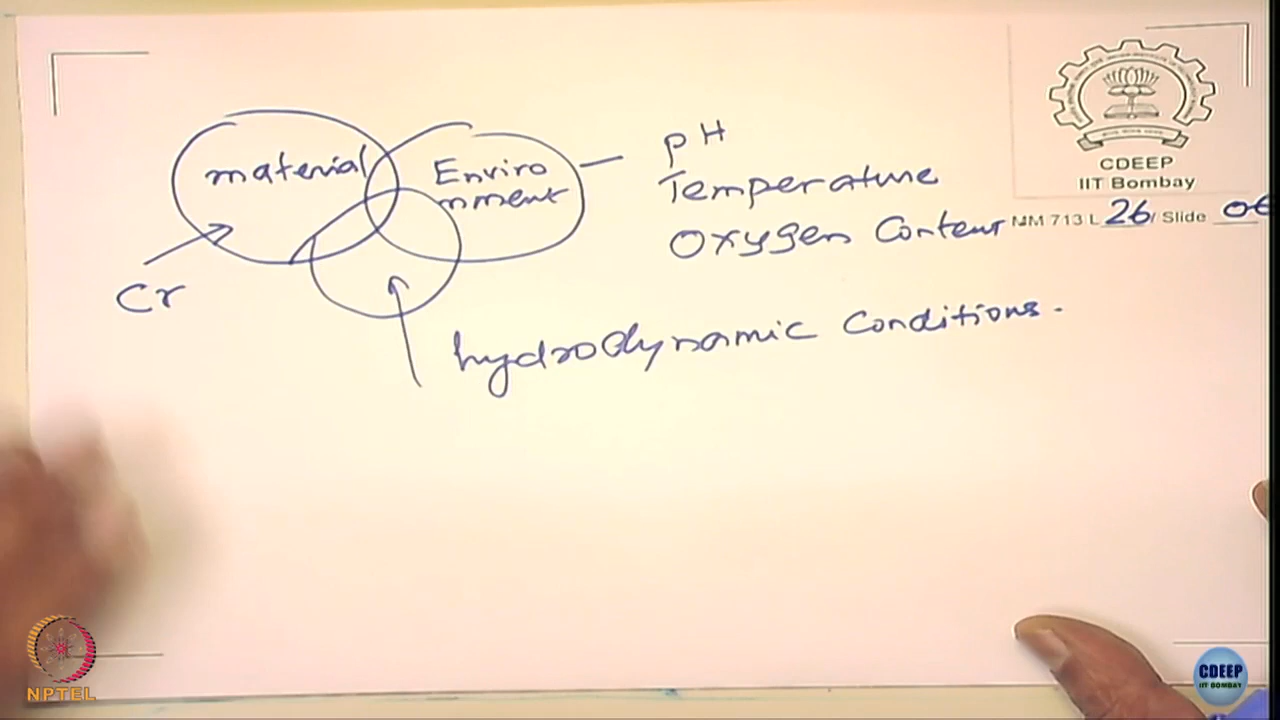 material
Enviro
nment
pH
Temperature
Oxygen Content
Cr
hydrodynamic Conditions.
CDEEP
IIT Bombay
MM 713 L 26 / Slide 06
NPTEL
CDEEP
IIT BOMBAY